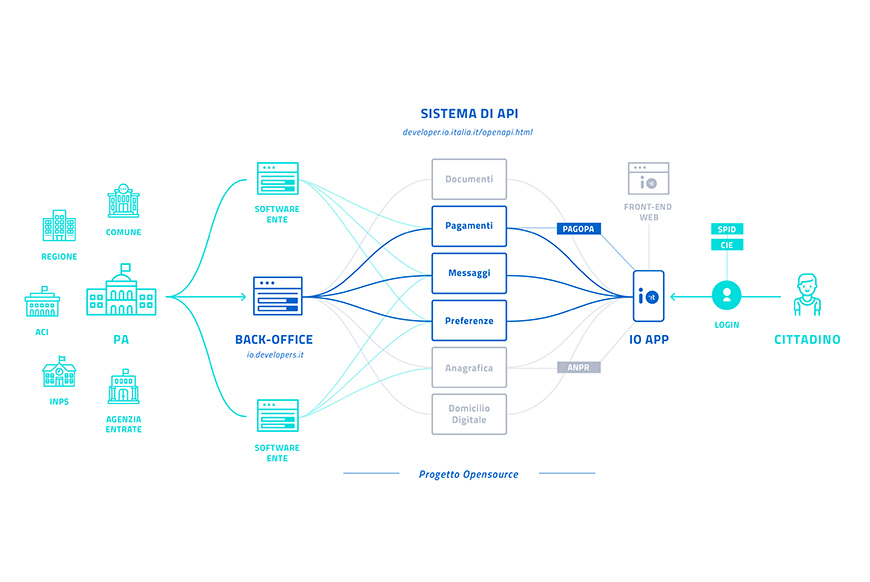 SISTEMA DI API
developer.io.italia.it/openapi.html
REGIONE
COMUNE
ACI
PA
INPS
AGENZIA
ENTRATE
SOFTWARE
ENTE
BACK-OFFICE
io.developers.it
SOFTWARE
ENTE
Documenti
Pagamenti
Messaggi
Preferenze
Anagrafica
Domicilio
Digitale
PAGOPA
ANPR
io
FRONT-END
WEB
io
IO APP
SPID
CIE
LOGIN
CITTADINO
Progetto Opensource